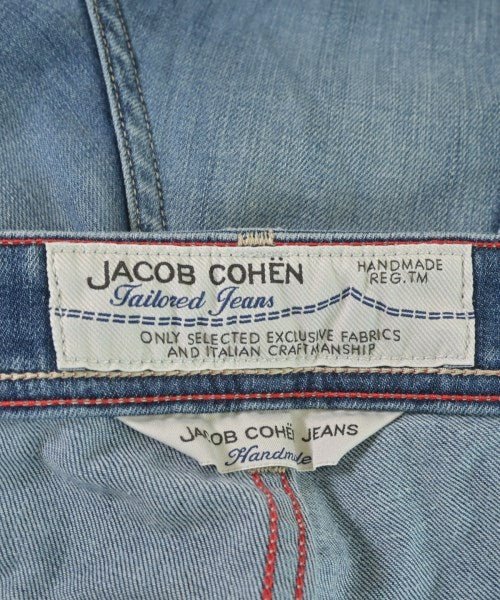 JACOB COHËN
Tailored Jeans
HANDMADE
REG.TM
ONLY SELECTED EXCLUSIVE FABRICS
AND ITALIAN CRAFTMANSHIP
JACOB COHËN JEANS
Handmade